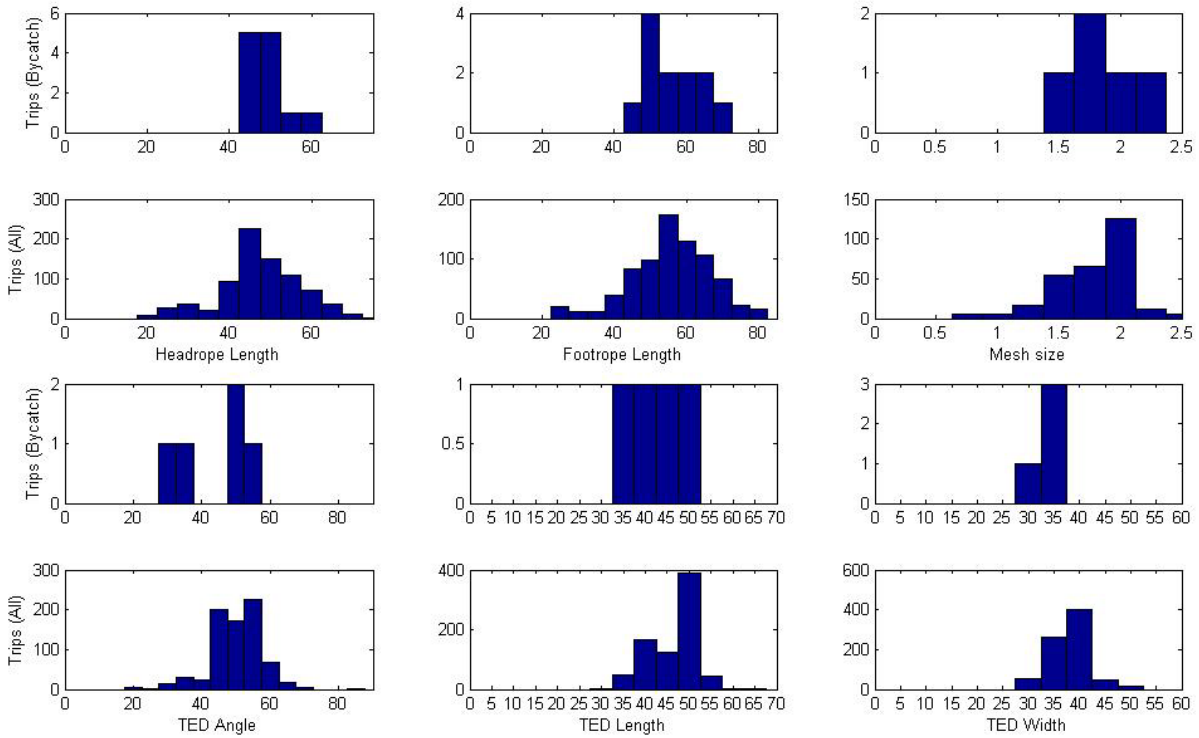 Trips (Bycatch)
6
4
2
0
0 20 40 60
4
2
0
0 20 40 60 80
2
1
0
0 0.5 1 1.5 2 2.5
Trips (All)
300
200
100
0
0 20 40 60
Headrope Length
200
100
0
0 20 40 60 80
Footrope Length
150
100
50
0
0 0.5 1 1.5 2 2.5
Mesh size
Trips (Bycatch)
2
1
0
0 20 40 60 80
1
0.5
0
0 5 10 15 20 25 30 35 40 45 50 55 60 65 70
3
2
1
0
0 5 10 15 20 25 30 35 40 45 50 55 60
Trips (All)
300
200
100
0
0 20 40 60 80
TED Angle
400
200
0
0 5 10 15 20 25 30 35 40 45 50 55 60 65 70
TED Length
600
400
200
0
0 5 10 15 20 25 30 35 40 45 50 55 60
TED Width